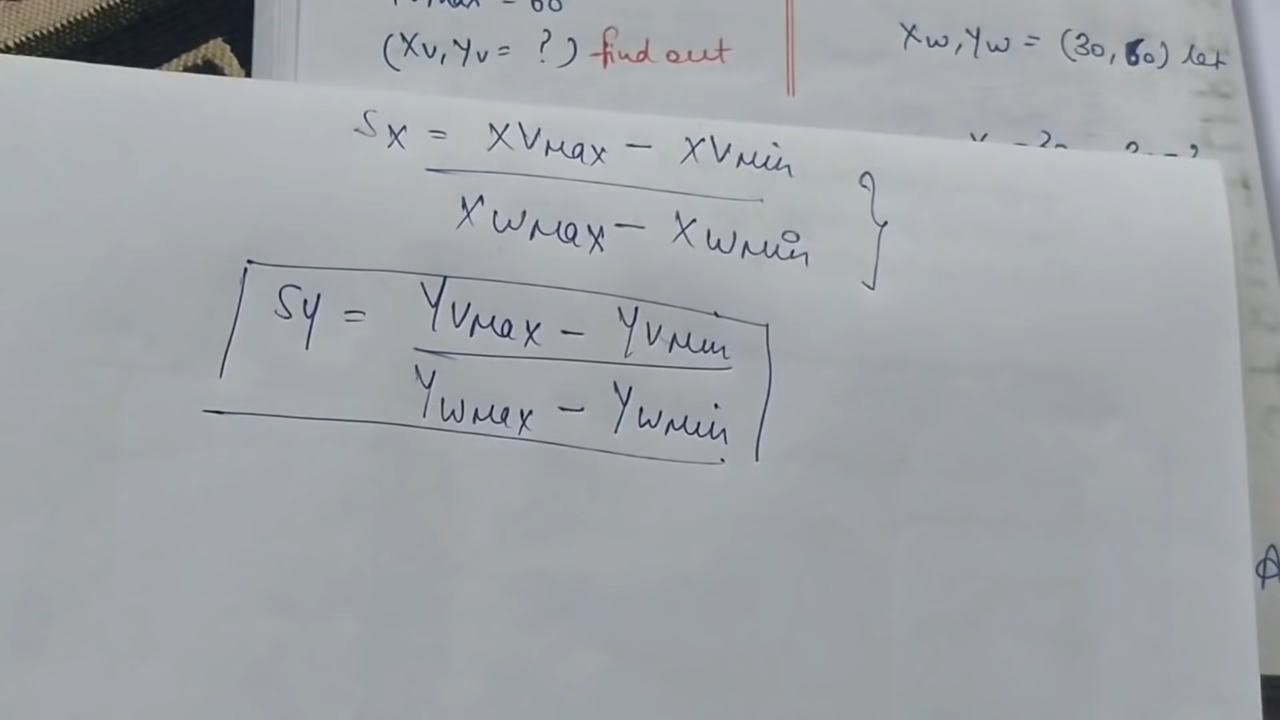 (Xv, Yv = ?) find out
Xw, Yw = (30, 60) let
Sx = XVMax - XVMin
XWMax - XWMin
Sy = YVMax - YVMin
YWMax - YWMin